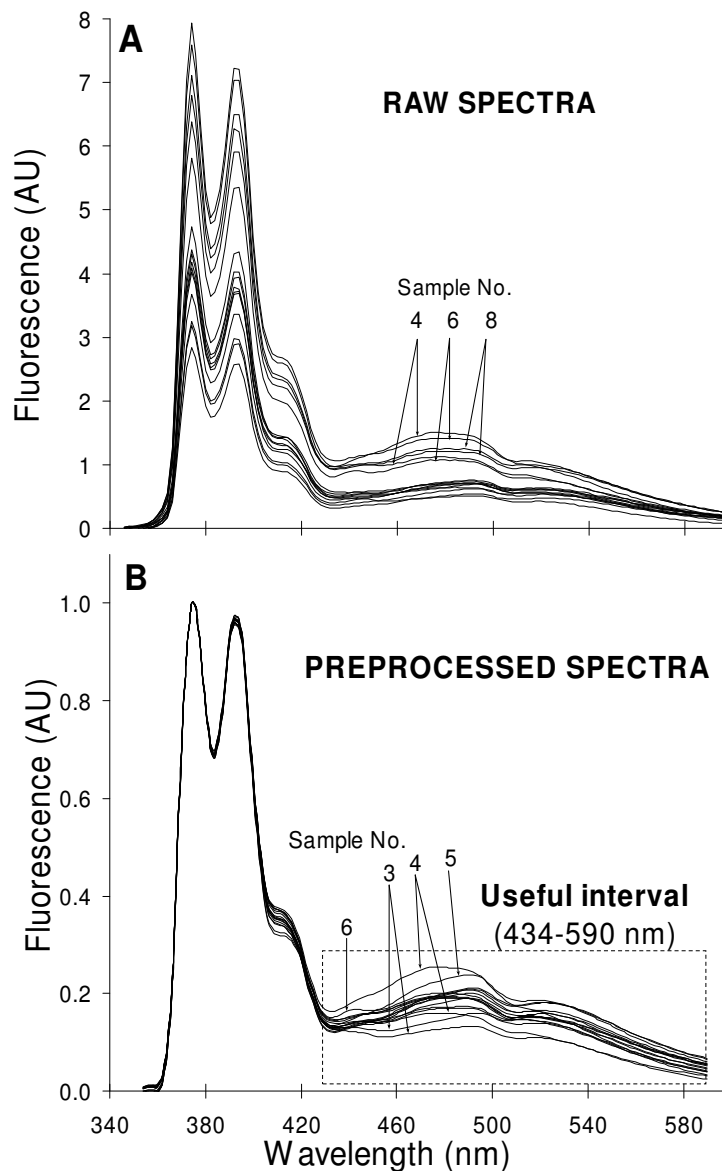 A
RAW SPECTRA
Fluorescence (AU)
8
7
6
5
4
3
2
1
0
Sample No.
4 6 8
B
PREPROCESSED SPECTRA
Fluorescence (AU)
1.0
0.8
0.6
0.4
0.2
0.0
Sample No.
3 4 5
6
Useful interval
(434-590 nm)
340 380 420 460 500 540 580
Wavelength (nm)